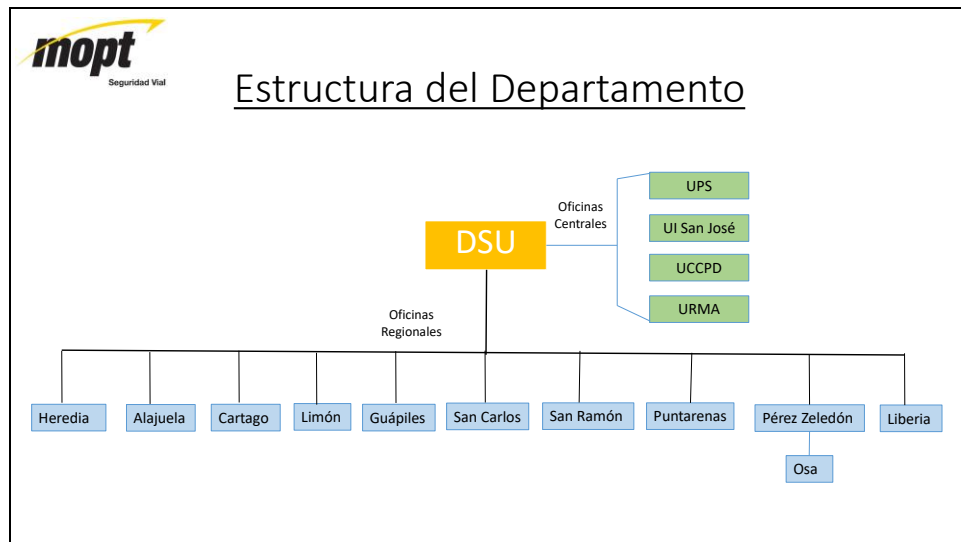 mopt
Seguridad Vial
Estructura del Departamento
Oficinas
Centrales
UPS
UI San José
UCCPD
URMA
DSU
Oficinas
Regionales
Heredia
Alajuela
Cartago
Limón
Guápiles
San Carlos
San Ramón
Puntarenas
Pérez Zeledón
Liberia
Osa